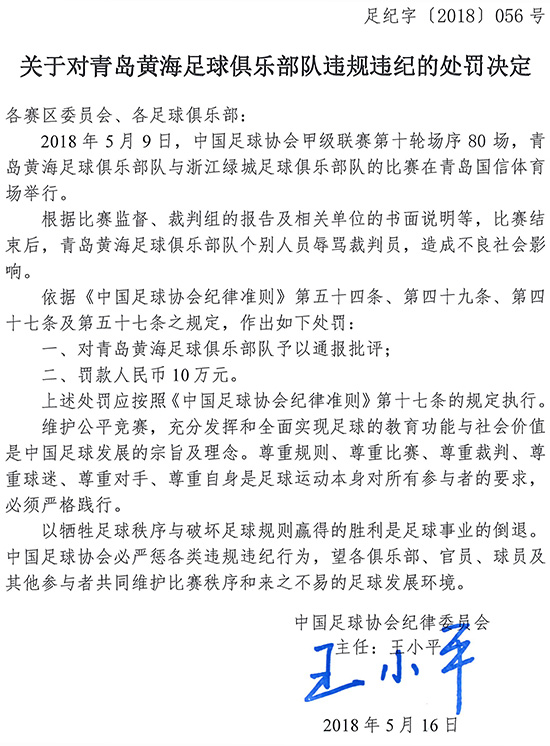 足纪字〔2018〕056 号
关于对青岛黄海足球俱乐部队违规违纪的处罚决定
各赛区委员会、各足球俱乐部：
2018 年 5 月 9 日，中国足球协会甲级联赛第十轮场序 80 场，青
岛黄海足球俱乐部队与浙江绿城足球俱乐部队的比赛在青岛国信体育
场举行。
根据比赛监督、裁判组的报告及相关单位的书面说明等，比赛结
束后，青岛黄海足球俱乐部队个别人员辱骂裁判员，造成不良社会影
响。
依据《中国足球协会纪律准则》第五十四条、第四十九条、第四
十七条及第五十七条之规定，作出如下处罚：
一、对青岛黄海足球俱乐部队予以通报批评；
二、罚款人民币 10 万元。
上述处罚应按照《中国足球协会纪律准则》第十七条的规定执行。
维护公平竞赛，充分发挥和全面实现足球的教育功能与社会价值
是中国足球发展的宗旨及理念。尊重规则、尊重比赛、尊重裁判、尊
重球迷、尊重对手、尊重自身是足球运动本身对所有参与者的要求，
必须严格践行。
以牺牲足球秩序与破坏足球规则赢得的胜利是足球事业的倒退。
中国足球协会必严惩各类违规违纪行为，望各俱乐部、官员、球员及
其他参与者共同维护比赛秩序和来之不易的足球发展环境。
中国足球协会纪律委员会
主任：王小平
王小平
2018 年 5 月 16 日